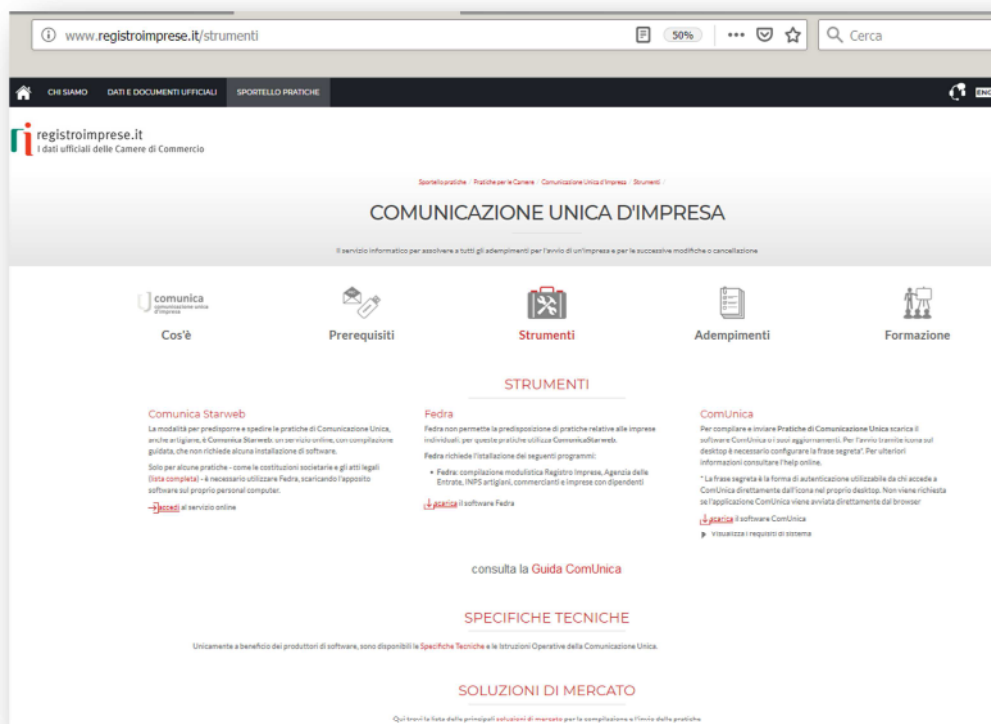 www.registroimprese.it/strumenti
50%
Cerca
CHI SIAMO
DATI E DOCUMENTI UFFICIALI
SPORTELLO PRATICHE
ENG
registroimprese.it
I dati ufficiali delle Camere di Commercio
Sportello pratiche / Pratiche per le Camere / Comunicazione Unica d'Impresa / Strumenti /
COMUNICAZIONE UNICA D'IMPRESA
Il servizio informatico per assolvere a tutti gli adempimenti per l'avvio di un'impresa e per le successive modifiche o cancellazione
comunica
comunicazione unica
d'impresa
Cos'è
Prerequisiti
Strumenti
Adempimenti
Formazione
STRUMENTI
Comunica Starweb
La modalità per predisporre e spedire le pratiche di Comunicazione Unica,
anche artigiane, è Comunica Starweb: un servizio online, con compilazione
guidata, che non richiede alcuna installazione di software.
Solo per alcune pratiche - come le costituzioni societarie e gli atti legali
(lista completa) - è necessario utilizzare Fedra, scaricando l'apposito
software sul proprio personal computer.
accedi al servizio online
Fedra
Fedra non permette la predisposizione di pratiche relative alle imprese
individuali, per queste pratiche utilizza ComunicaStarweb.
Fedra richiede l'istallazione dei seguenti programmi:
• Fedra: compilazione modulistica Registro Imprese, Agenzia delle
Entrate, INPS artigiani, commercianti e imprese con dipendenti
scarica il software Fedra
ComUnica
Per compilare e inviare Pratiche di Comunicazione Unica scarica il
software ComUnica o i suoi aggiornamenti. Per l'avvio tramite icona sul
desktop è necessario configurare la frase segreta*. Per ulteriori
informazioni consultare l'help online.
* La frase segreta è la forma di autenticazione utilizzabile da chi accede a
ComUnica direttamente dall'icona nel proprio desktop. Non viene richiesta
se l'applicazione ComUnica viene avviata direttamente dal browser
scarica il software ComUnica
Visualizza i requisiti di sistema
consulta la Guida ComUnica
SPECIFICHE TECNICHE
Unicamente a beneficio dei produttori di software, sono disponibili le Specifiche Tecniche e le Istruzioni Operative della Comunicazione Unica.
SOLUZIONI DI MERCATO
Qui trovi la lista delle principali soluzioni di mercato per la compilazione e l'invio delle pratiche